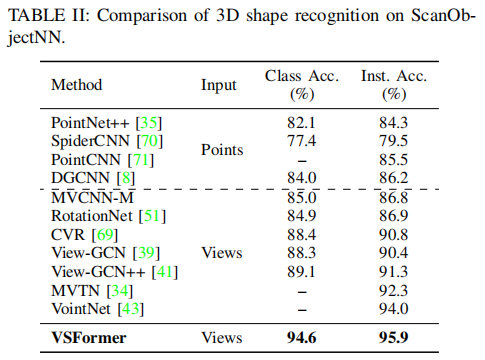 TABLE II: Comparison of 3D shape recognition on ScanOb-
jectNN.
Method Input Class Acc. (%) Inst. Acc. (%)
PointNet++ [35] 82.1 84.3
SpiderCNN [70] 77.4 79.5
Points
PointCNN [71] – 85.5
DGCNN [8] 84.0 86.2
MVCNN-M 85.0 86.8
RotationNet [51] 84.9 86.9
CVR [69] 88.4 90.8
View-GCN [39] Views 88.3 90.4
View-GCN++ [41] 89.1 91.3
MVTN [34] – 92.3
VointNet [43] – 94.0
VSFormer Views 94.6 95.9